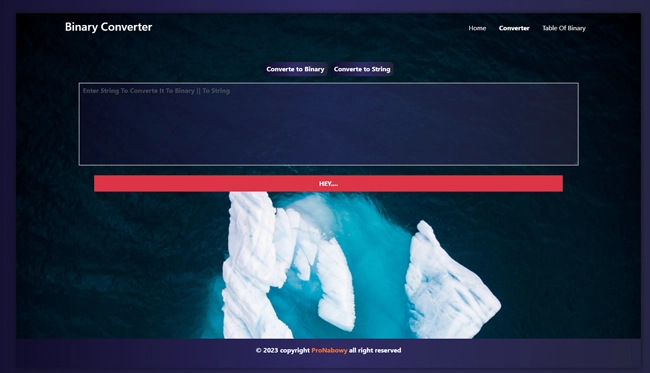 Binary Converter
Home Converter Table Of Binary
Converte to Binary Converte to String
Enter String To Converte It To Binary || To String
HEY....
© 2023 copyright ProNabowy all right reserved